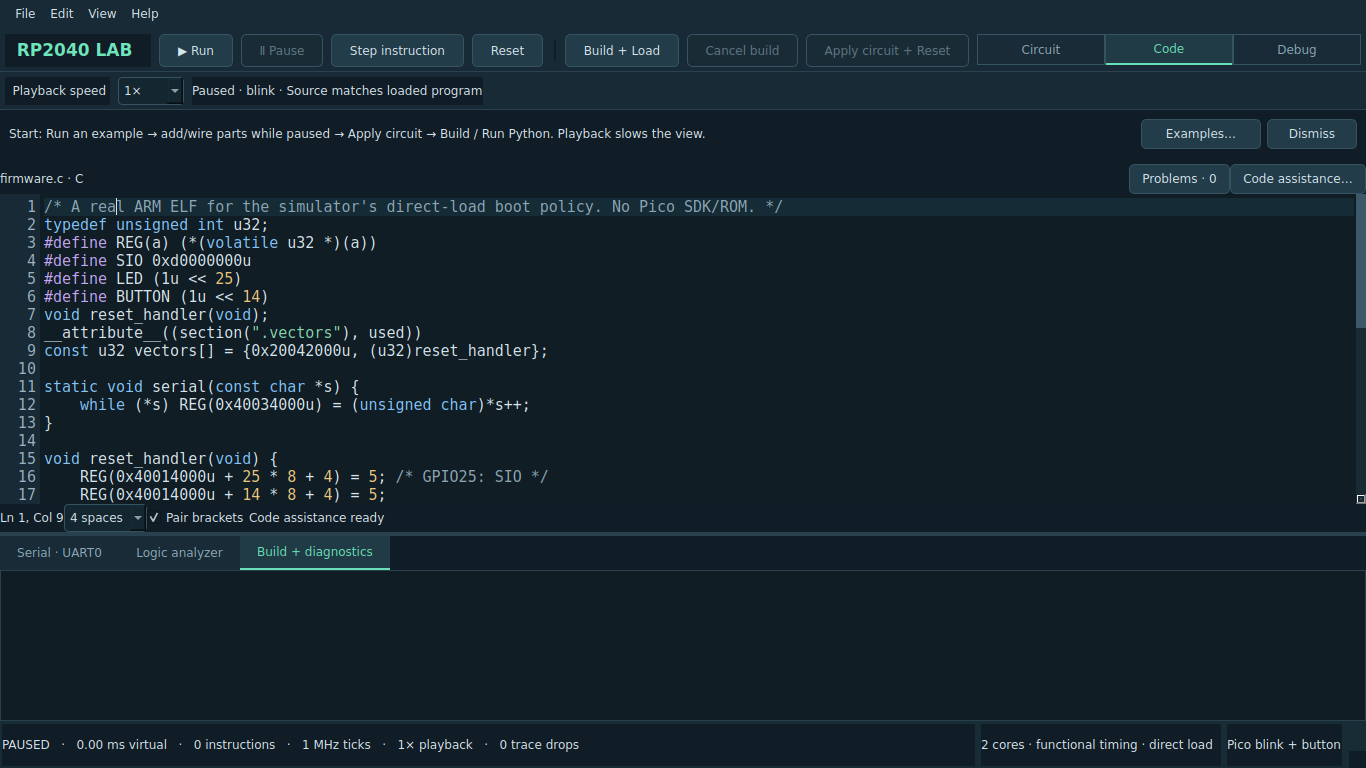 File Edit View Help
RP2040 LAB ▶ Run ⏸ Pause Step instruction Reset Build + Load Cancel build Apply circuit + Reset Circuit Code Debug
Playback speed 1× Paused · blink · Source matches loaded program
Start: Run an example → add/wire parts while paused → Apply circuit → Build / Run Python. Playback slows the view. Examples... Dismiss
firmware.c · C Problems · 0 Code assistance...
1 /* A real ARM ELF for the simulator's direct-load boot policy. No Pico SDK/ROM. */
2 typedef unsigned int u32;
3 #define REG(a) (*(volatile u32 *)(a))
4 #define SIO 0xd0000000u
5 #define LED (1u << 25)
6 #define BUTTON (1u << 14)
7 void reset_handler(void);
8 __attribute__((section(".vectors"), used))
9 const u32 vectors[] = {0x20042000u, (u32)reset_handler};
10
11 static void serial(const char *s) {
12     while (*s) REG(0x40034000u) = (unsigned char)*s++;
13 }
14
15 void reset_handler(void) {
16     REG(0x40014000u + 25 * 8 + 4) = 5; /* GPIO25: SIO */
17     REG(0x40014000u + 14 * 8 + 4) = 5;
Ln 1, Col 9 4 spaces ✓ Pair brackets Code assistance ready
Serial · UART0 Logic analyzer Build + diagnostics
PAUSED · 0.00 ms virtual · 0 instructions · 1 MHz ticks · 1× playback · 0 trace drops 2 cores · functional timing · direct load Pico blink + button